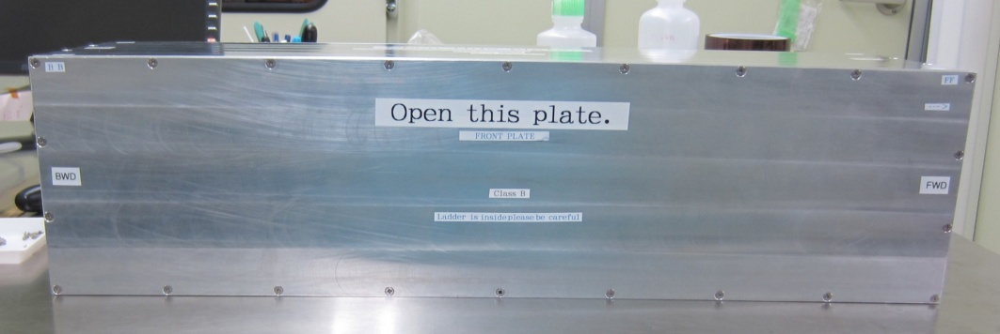 B B
FF
Open this plate.
FRONT PLATE
BWD
FWD
Class B
Ladder is inside please be careful